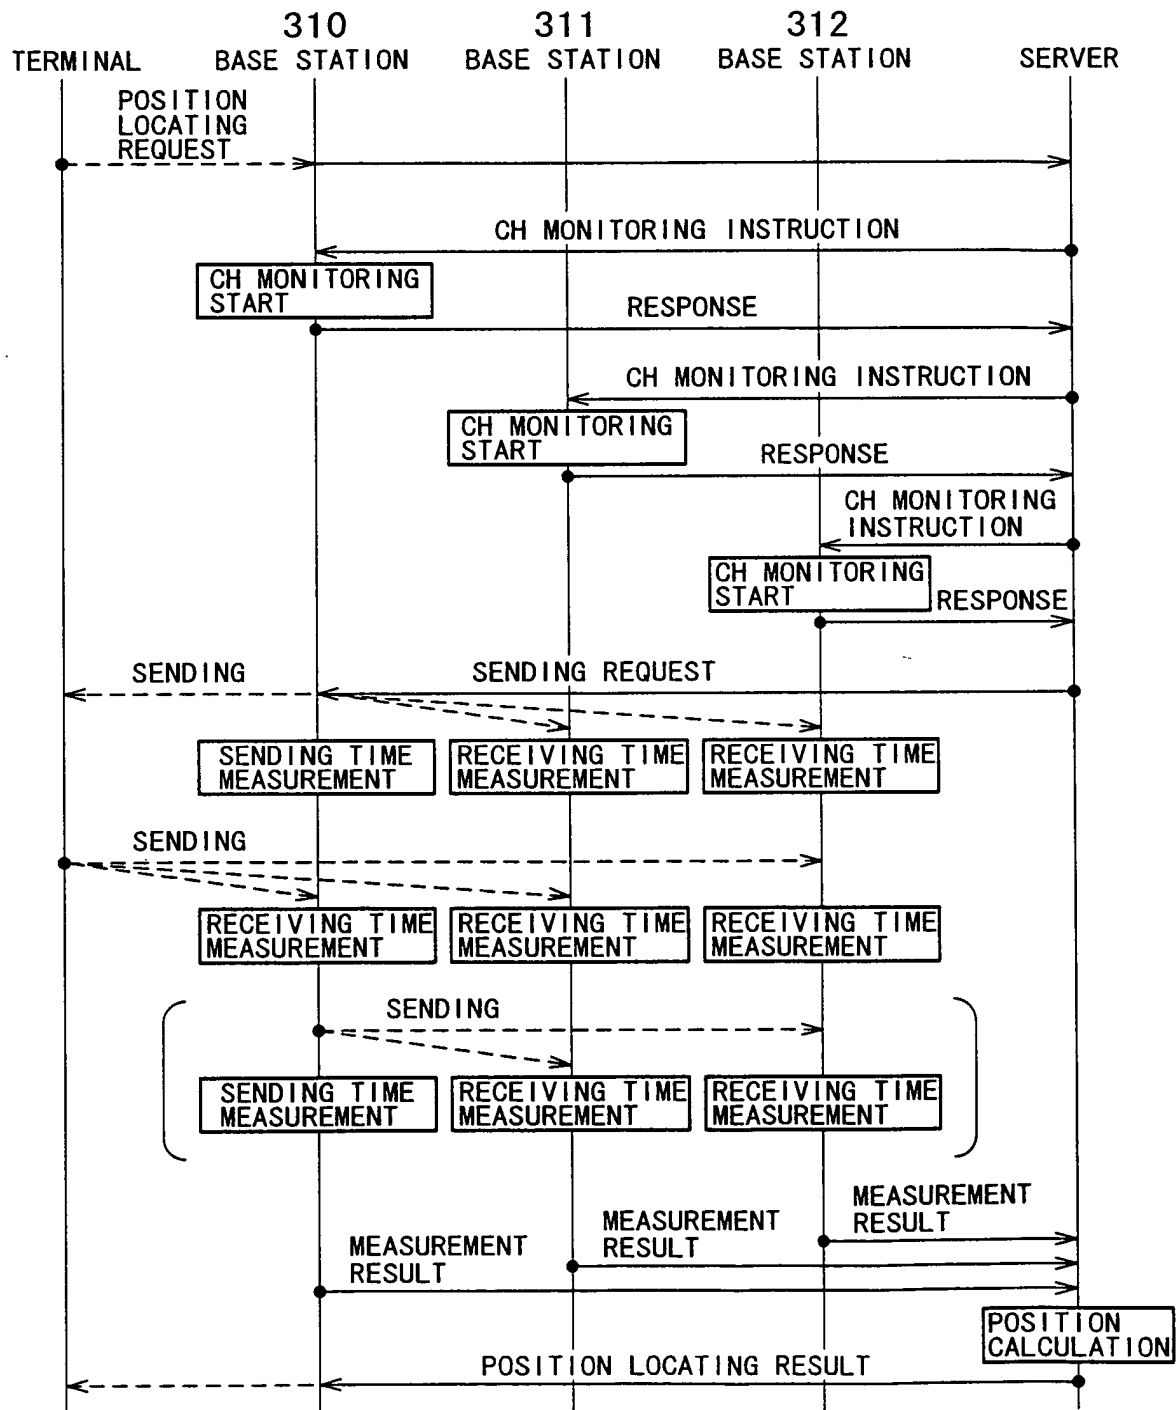 310
311
312
TERMINAL
BASE STATION
BASE STATION
BASE STATION
SERVER
POSITION
LOCATING
REQUEST
CH MONITORING INSTRUCTION
CH MONITORING
START
RESPONSE
CH MONITORING INSTRUCTION
CH MONITORING
START
RESPONSE
CH MONITORING
INSTRUCTION
CH MONITORING
START
RESPONSE
SENDING
SENDING REQUEST
SENDING TIME
MEASUREMENT
RECEIVING TIME
MEASUREMENT
RECEIVING TIME
MEASUREMENT
SENDING
RECEIVING TIME
MEASUREMENT
RECEIVING TIME
MEASUREMENT
RECEIVING TIME
MEASUREMENT
SENDING
SENDING TIME
MEASUREMENT
RECEIVING TIME
MEASUREMENT
RECEIVING TIME
MEASUREMENT
MEASUREMENT
RESULT
MEASUREMENT
RESULT
MEASUREMENT
RESULT
POSITION
CALCULATION
POSITION LOCATING RESULT